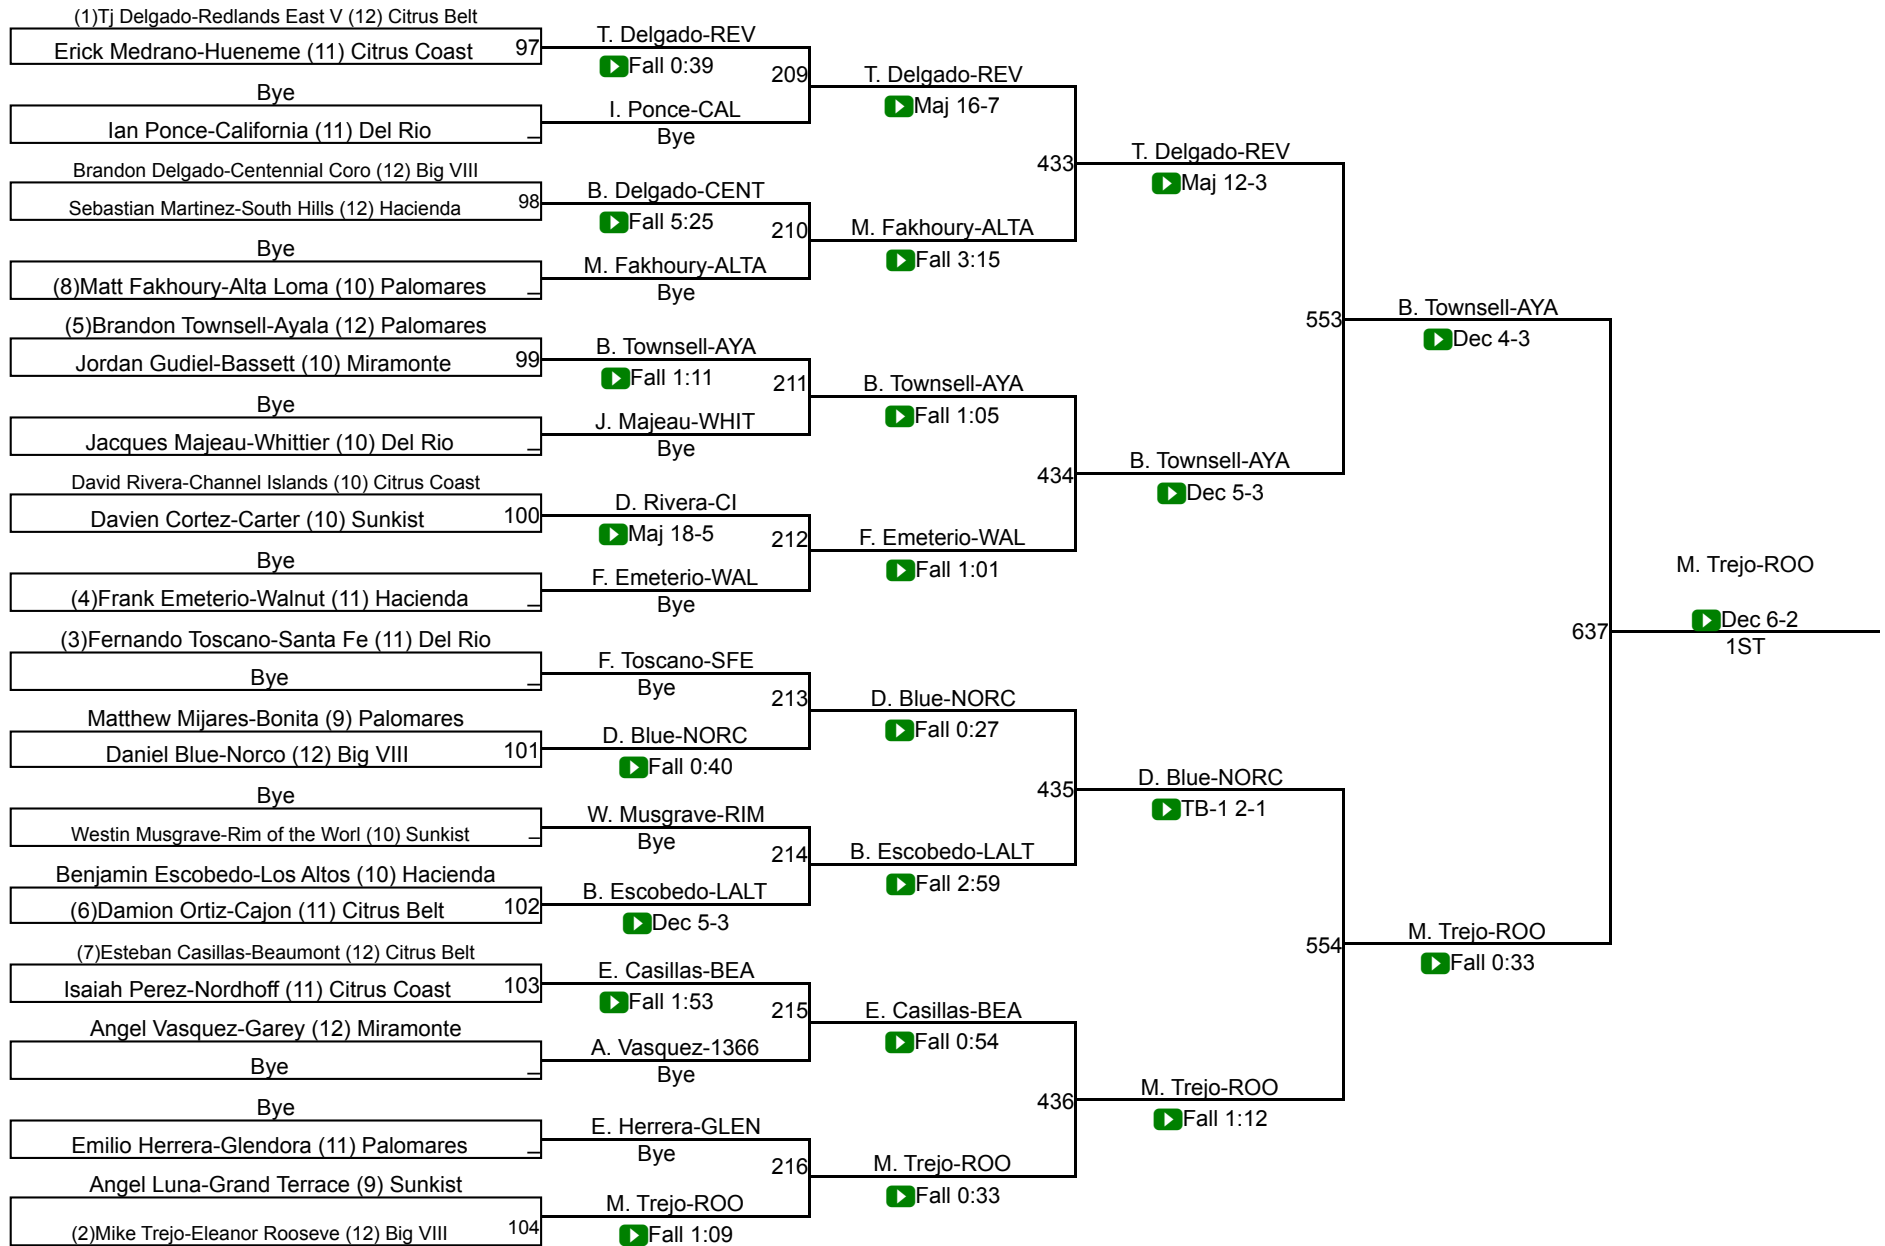 (1)Tj Delgado-Redlands East V (12) Citrus Belt
Erick Medrano-Hueneme (11) Citrus Coast 97
Bye
Ian Ponce-California (11) Del Rio _
Brandon Delgado-Centennial Coro (12) Big VIII
Sebastian Martinez-South Hills (12) Hacienda 98
Bye
(8)Matt Fakhoury-Alta Loma (10) Palomares _
(5)Brandon Townsell-Ayala (12) Palomares
Jordan Gudiel-Bassett (10) Miramonte 99
Bye
Jacques Majeau-Whittier (10) Del Rio _
David Rivera-Channel Islands (10) Citrus Coast
Davien Cortez-Carter (10) Sunkist 100
Bye
(4)Frank Emeterio-Walnut (11) Hacienda _
(3)Fernando Toscano-Santa Fe (11) Del Rio
Bye _
Matthew Mijares-Bonita (9) Palomares
Daniel Blue-Norco (12) Big VIII 101
Bye
Westin Musgrave-Rim of the Worl (10) Sunkist _
Benjamin Escobedo-Los Altos (10) Hacienda
(6)Damion Ortiz-Cajon (11) Citrus Belt 102
(7)Esteban Casillas-Beaumont (12) Citrus Belt
Isaiah Perez-Nordhoff (11) Citrus Coast 103
Angel Vasquez-Garey (12) Miramonte
Bye _
Bye
Emilio Herrera-Glendora (11) Palomares _
Angel Luna-Grand Terrace (9) Sunkist
(2)Mike Trejo-Eleanor Rooseve (12) Big VIII 104
T. Delgado-REV
Fall 0:39
209
I. Ponce-CAL
Bye
B. Delgado-CENT
Fall 5:25
210
M. Fakhoury-ALTA
Bye
B. Townsell-AYA
Fall 1:11
211
J. Majeau-WHIT
Bye
D. Rivera-CI
Maj 18-5
212
F. Emeterio-WAL
Bye
F. Toscano-SFE
Bye
213
D. Blue-NORC
Fall 0:40
W. Musgrave-RIM
Bye
214
B. Escobedo-LALT
Dec 5-3
E. Casillas-BEA
Fall 1:53
215
A. Vasquez-1366
Bye
E. Herrera-GLEN
Bye
216
M. Trejo-ROO
Fall 1:09
T. Delgado-REV
Maj 16-7
433
M. Fakhoury-ALTA
Fall 3:15
B. Townsell-AYA
Fall 1:05
434
F. Emeterio-WAL
Fall 1:01
D. Blue-NORC
Fall 0:27
435
B. Escobedo-LALT
Fall 2:59
E. Casillas-BEA
Fall 0:54
436
M. Trejo-ROO
Fall 0:33
T. Delgado-REV
Maj 12-3
553
B. Townsell-AYA
Dec 5-3
D. Blue-NORC
TB-1 2-1
554
M. Trejo-ROO
Fall 1:12
B. Townsell-AYA
Dec 4-3
637
M. Trejo-ROO
Fall 0:33
M. Trejo-ROO
Dec 6-2
1ST